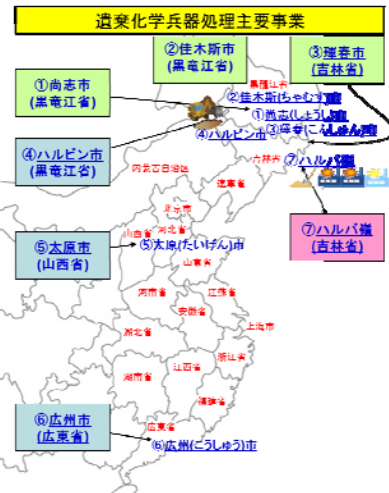 遺棄化学兵器処理主要事業
②佳木斯市
(黒竜江省)
③琿春市
(吉林省)
①尚志市
(黒竜江省)
黒龍江省
②佳木斯(ちゃむす)市
①尚志(しょうし)市
③琿春(こんしゅん)市
④ハルビン市
④ハルビン市
(黒竜江省)
内蒙古自治区
吉林省
⑦ハルバ嶺
遼寧省
北京市
河北省
山西省
⑤太原市
(山西省)
⑤太原(たいげん)市
山東省
⑦ハルバ嶺
(吉林省)
河南省
江蘇省
安徽省
上海市
湖北省
浙江省
江西省
湖南省
福建省
⑥広州市
(広東省)
広東省
⑥広州(こうしゅう)市